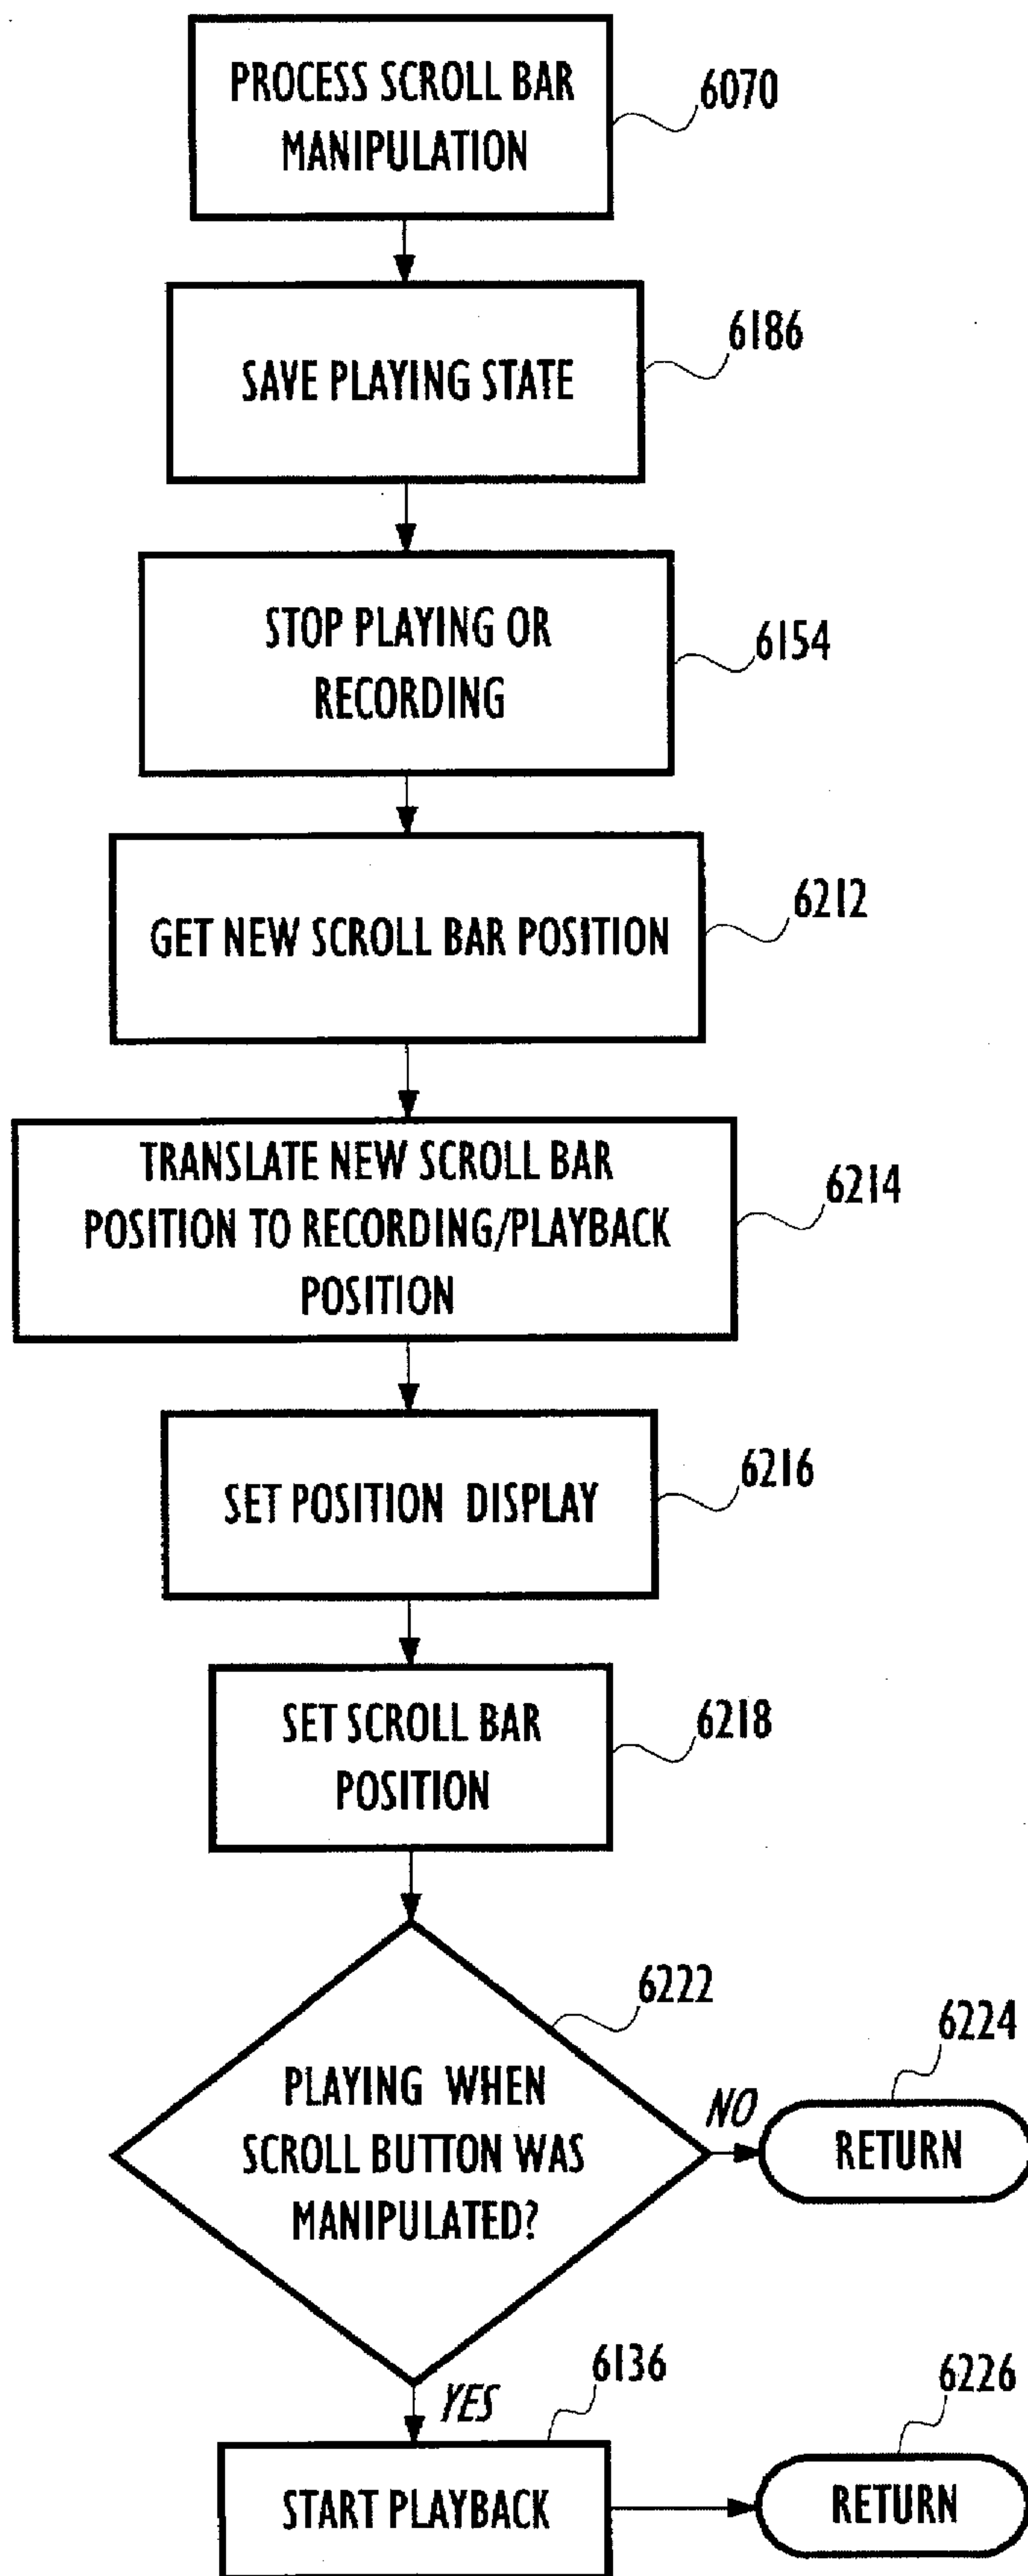 PROCESS SCROLL BAR
MANIPULATION
6070
SAVE PLAYING STATE
6186
STOP PLAYING OR
RECORDING
6154
GET NEW SCROLL BAR POSITION
6212
TRANSLATE NEW SCROLL BAR
POSITION TO RECORDING/PLAYBACK
POSITION
6214
SET POSITION DISPLAY
6216
SET SCROLL BAR
POSITION
6218
PLAYING WHEN
SCROLL BUTTON WAS
MANIPULATED?
6222
NO
RETURN
6224
YES
START PLAYBACK
6136
RETURN
6226